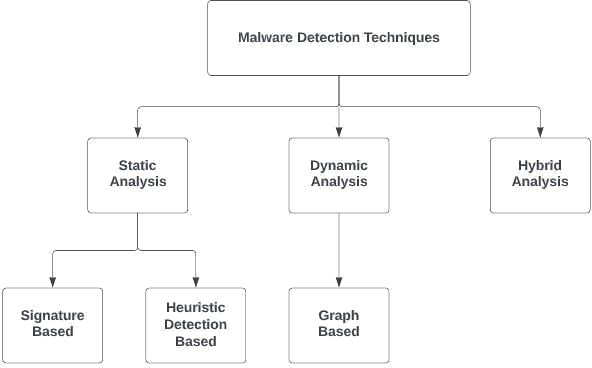 Malware Detection Techniques
Static
Analysis
Dynamic
Analysis
Hybrid
Analysis
Signature
Based
Heuristic
Detection
Based
Graph
Based